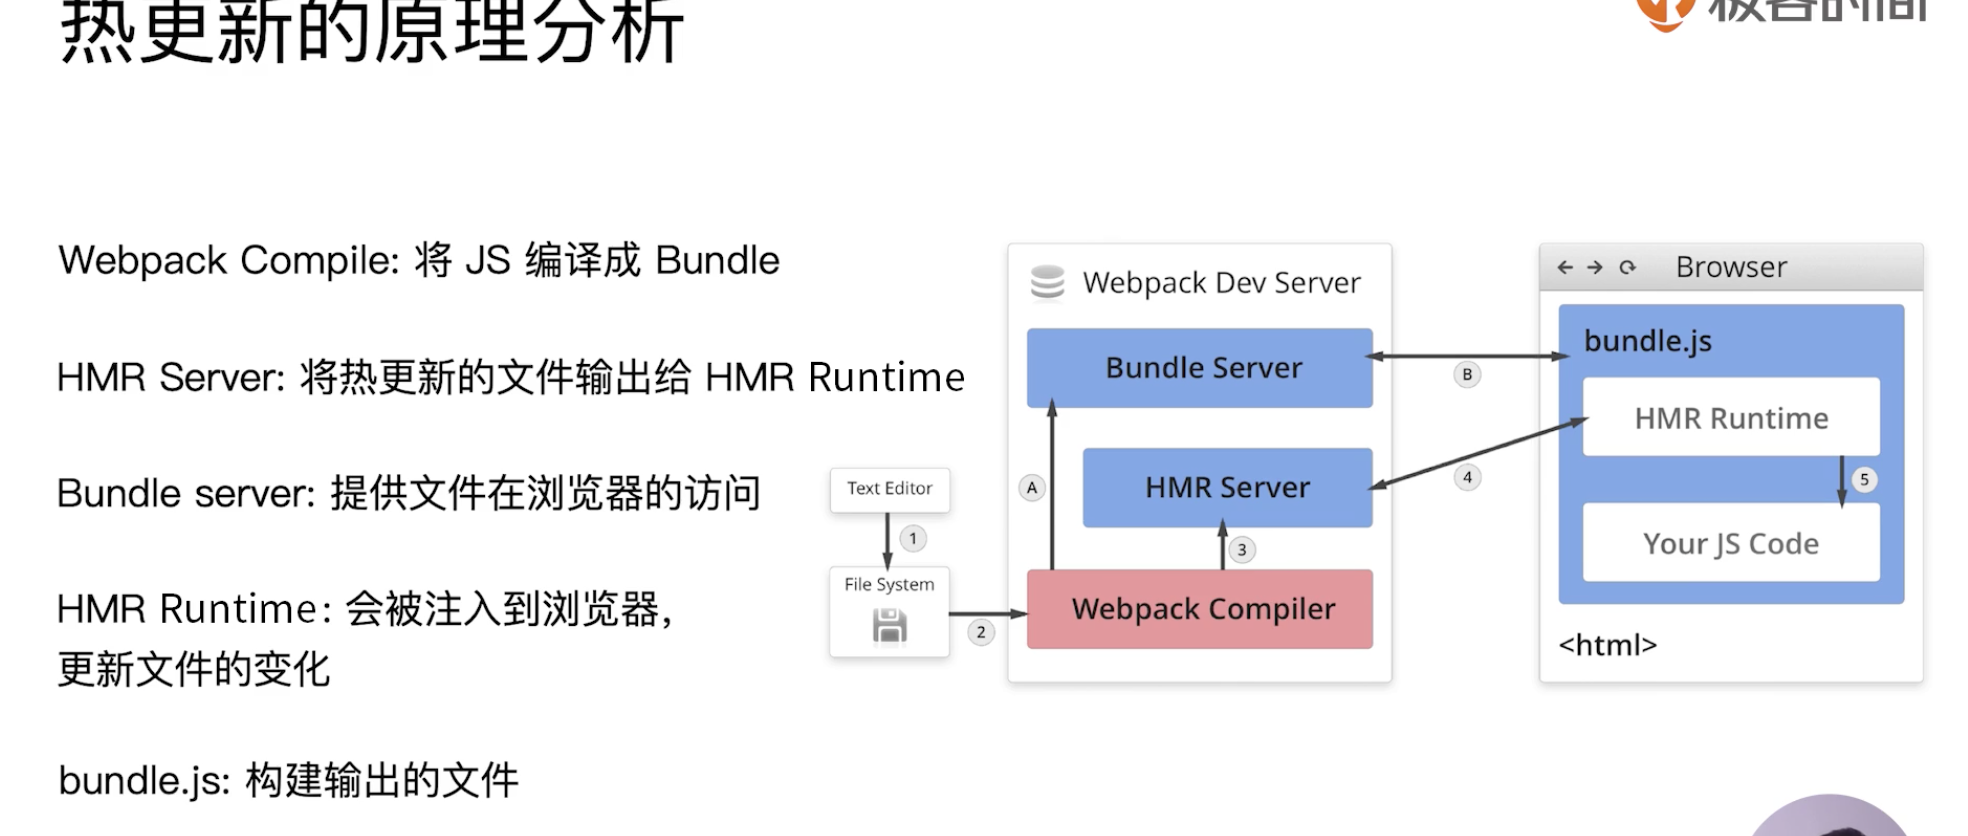 热更新的原理分析
极客时间
Webpack Compile: 将 JS 编译成 Bundle
HMR Server: 将热更新的文件输出给 HMR Runtime
Bundle server: 提供文件在浏览器的访问
HMR Runtime: 会被注入到浏览器，
更新文件的变化
bundle.js: 构建输出的文件
Text Editor
1
File System
2
Webpack Dev Server
Bundle Server
A
HMR Server
3
Webpack Compiler
B
4
Browser
bundle.js
HMR Runtime
5
Your JS Code
<html>